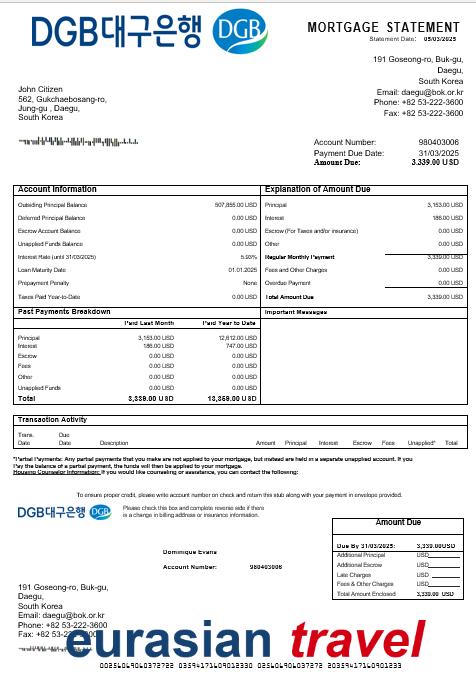 DGB대구은행 DGB
MORTGAGE STATEMENT
Statement Date: 05/03/2025
191 Goseong-ro, Buk-gu,
Daegu,
South Korea
Email: daegu@bok.or.kr
Phone: +82 53-222-3600
Fax: +82 53-222-3600
John Citizen
562, Gukchaebosang-ro,
Jung-gu , Daegu,
South Korea
Account Number: 980403006
Payment Due Date: 31/03/2025
Amount Due: 3,339.00 USD
Account Information
Outsiding Principal Balance 507,855.00 USD
Deferred Principal Balance 0.00 USD
Escrow Account Balance 0.00 USD
Unapplied Funds Balance 0.00 USD
Interest Rate (until 31/03/2025) 5.93%
Loan Maturity Date 01.01.2025
Prepayment Penalty None
Taxes Paid Year-to-Date 0.00 USD
Explanation of Amount Due
Principal 3,153.00 USD
Interest 186.00 USD
Escrow (For Taxes and/or insurance) 0.00 USD
Other 0.00 USD
Regular Monthly Payment 3,339.00 USD
Fees and Other Charges 0.00 USD
Overdue Payment 0.00 USD
Total Amount Due 3,339.00 USD
Past Payments Breakdown
Paid Last Month Paid Year to Date
Principal 3,153.00 USD 12,612.00 USD
Interest 186.00 USD 747.00 USD
Escrow 0.00 USD 0.00 USD
Fees 0.00 USD 0.00 USD
Other 0.00 USD 0.00 USD
Unapplied Funds 0.00 USD 0.00 USD
Total 3,339.00 USD 13,359.00 USD
Important Messages
Transaction Activity
Trans. Due
Date Date Description Amount Principal Interest Escrow Fees Unapplied* Total
*Partial Payments: Any partial payments that you make are not applied to your mortgage, but instead are held in a separate unapplied account. If you
Pay the balance of a partial payment, the funds will then be applied to your mortgage.
Housing Counselor Information: If you would like counseling or assistance, you can contact the following:
To ensure proper credit, please write account number on check and return this stub along with your payment in envelope provided.
DGB대구은행
Please check this box and complete reverse side if there
is a change in billing address or insurance information.
Dominique Evans
Account Number: 980403006
Amount Due
Due By 31/03/2025: 3,339.00USD
Additional Principal USD
Additional Escrow USD
Late Charges USD
Fees & Other Charges USD
Total Amount Enclosed 3,339.00 USD
191 Goseong-ro, Buk-gu,
Daegu,
South Korea
Email: daegu@bok.or.kr
Phone: +82 53-222-3600
Fax: +82 53-222-3600
eurasian travel